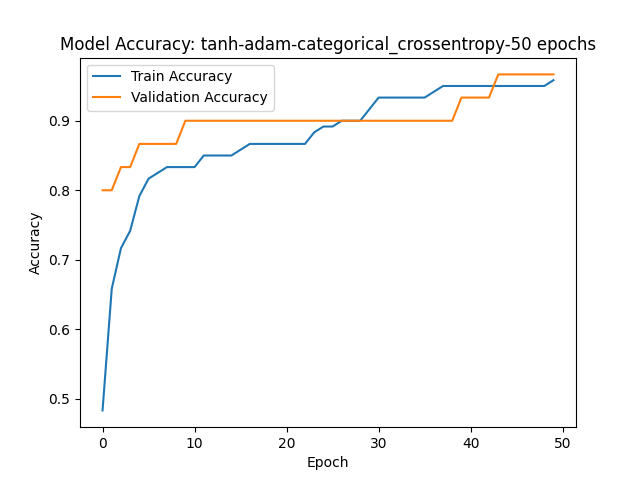 Model Accuracy: tanh-adam-categorical_crossentropy-50 epochs
Train Accuracy
Validation Accuracy
0.9
0.8
0.7
0.6
0.5
Accuracy
0 10 20 30 40 50
Epoch